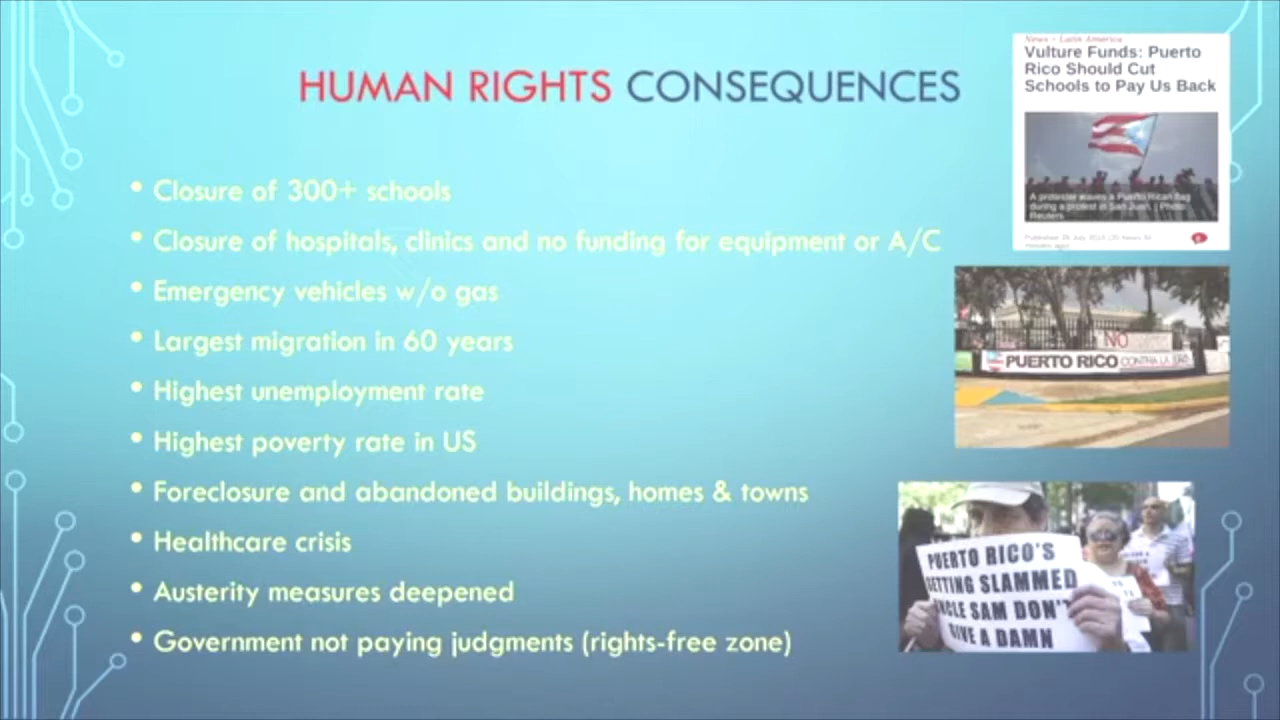 HUMAN RIGHTS CONSEQUENCES
• Closure of 300+ schools
• Closure of hospitals, clinics and no funding for equipment or A/C
• Emergency vehicles w/o gas
• Largest migration in 60 years
• Highest unemployment rate
• Highest poverty rate in US
• Foreclosure and abandoned buildings, homes & towns
• Healthcare crisis
• Austerity measures deepened
• Government not paying judgments (rights-free zone)
News - Latin America
Vulture Funds: Puerto
Rico Should Cut
Schools to Pay Us Back
A protester waves a Puerto Rican flag
during a protest in San Juan. | Photo:
Reuters
NO
PUERTO RICO CONTRA LA
PUERTO RICO'S
GETTING SLAMMED
UNCLE SAM DON'T
GIVE A DAMN